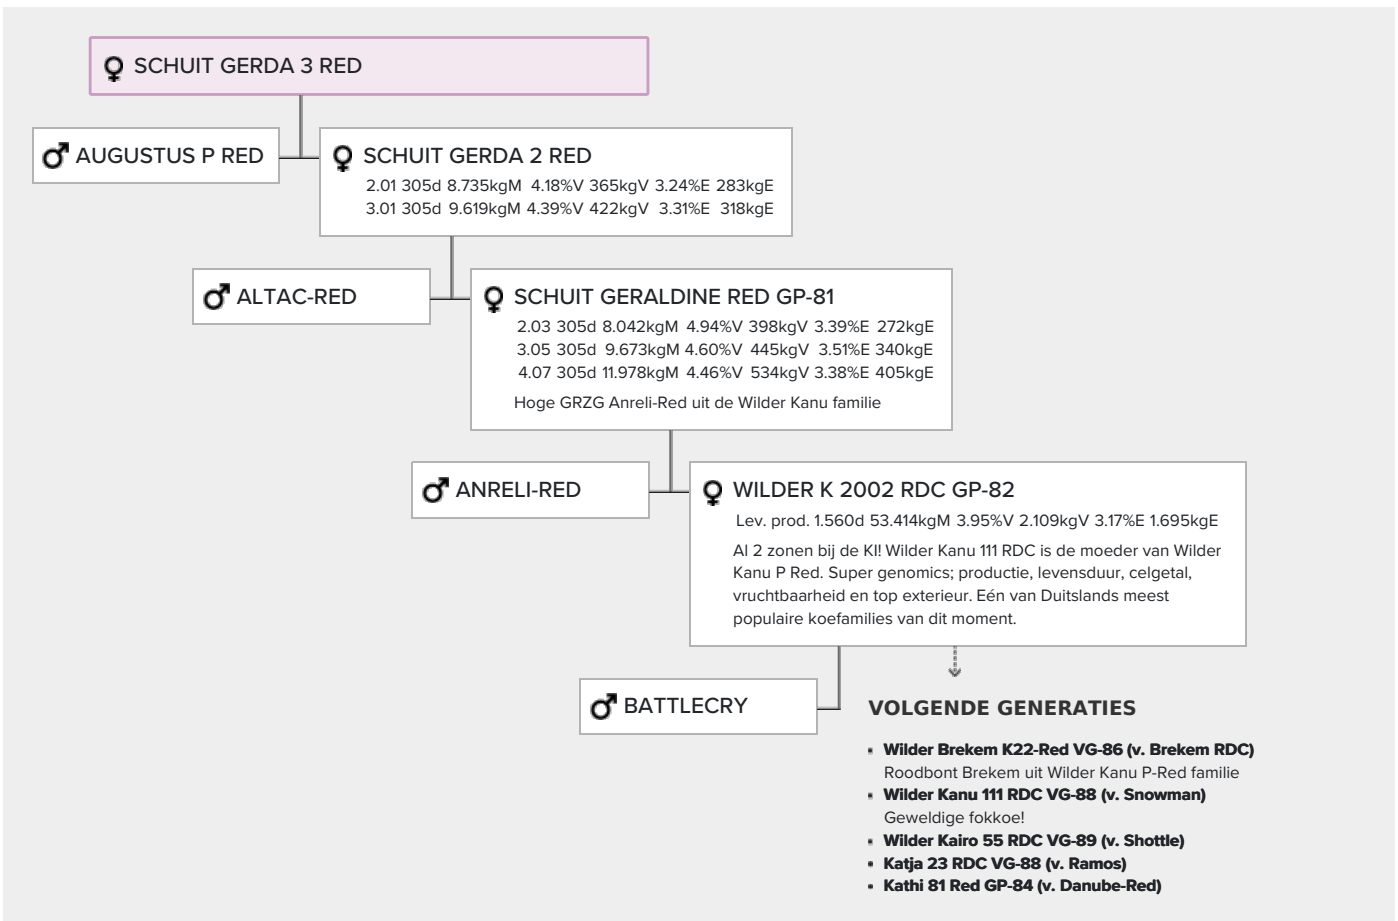 SCHUIT GERDA 3 RED
AUGUSTUS P RED
SCHUIT GERDA 2 RED
2.01 305d 8.735kgM 4.18%V 365kgV 3.24%E 283kgE
3.01 305d 9.619kgM 4.39%V 422kgV 3.31%E 318kgE
ALTAC-RED
SCHUIT GERALDINE RED GP-81
2.03 305d 8.042kgM 4.94%V 398kgV 3.39%E 272kgE
3.05 305d 9.673kgM 4.60%V 445kgV 3.51%E 340kgE
4.07 305d 11.978kgM 4.46%V 534kgV 3.38%E 405kgE
Hoge GRZG Anreli-Red uit de Wilder Kanu familie
ANRELI-RED
WILDER K 2002 RDC GP-82
Lev. prod. 1.560d 53.414kgM 3.95%V 2.109kgV 3.17%E 1.695kgE
Al 2 zonen bij de KI! Wilder Kanu 111 RDC is de moeder van Wilder
Kanu P Red. Super genomics; productie, levensduur, celgetal,
vruchtbaarheid en top exterieur. Eén van Duitslands meest
populaire koefamilies van dit moment.
BATTLECRY
VOLGENDE GENERATIES
▪ Wilder Brekem K22-Red VG-86 (v. Brekem RDC)
Roodbont Brekem uit Wilder Kanu P-Red familie
▪ Wilder Kanu 111 RDC VG-88 (v. Snowman)
Geweldige fokkoe!
▪ Wilder Kairo 55 RDC VG-89 (v. Shottle)
▪ Katja 23 RDC VG-88 (v. Ramos)
▪ Kathi 81 Red GP-84 (v. Danube-Red)